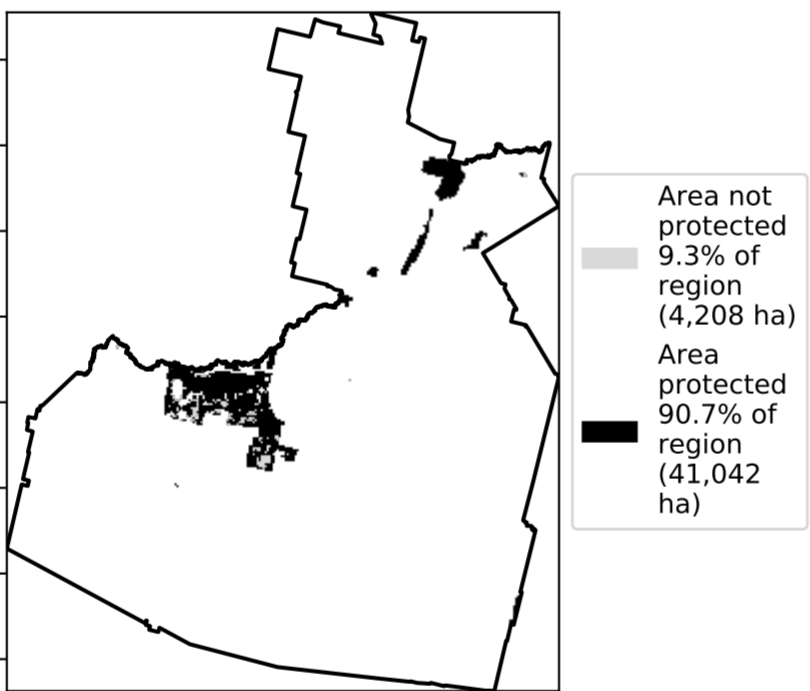 Area not
protected
9.3% of
region
(4,208 ha)
Area
protected
90.7% of
region
(41,042
ha)